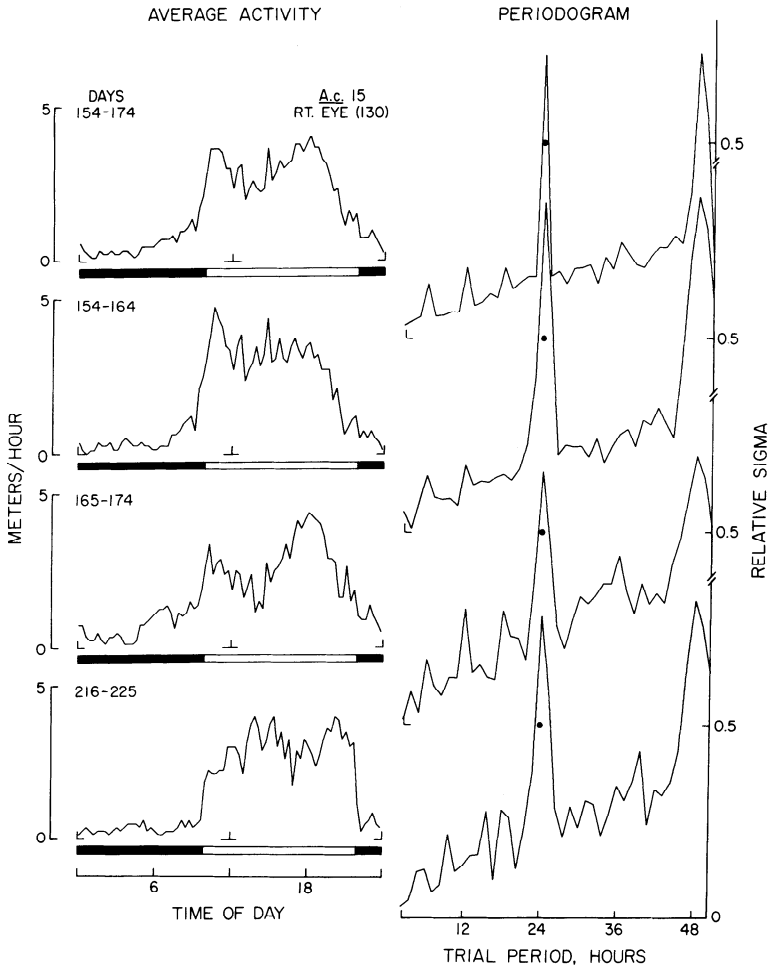 AVERAGE ACTIVITY
PERIODOGRAM
DAYS
154-174
A.c. 15
RT. EYE (130)
5
0
0.5
154-164
5
0
0.5
165-174
5
0
0.5
216-225
5
0
0.5
0
METERS/HOUR
RELATIVE SIGMA
6
18
TIME OF DAY
12
24
36
48
TRIAL PERIOD, HOURS